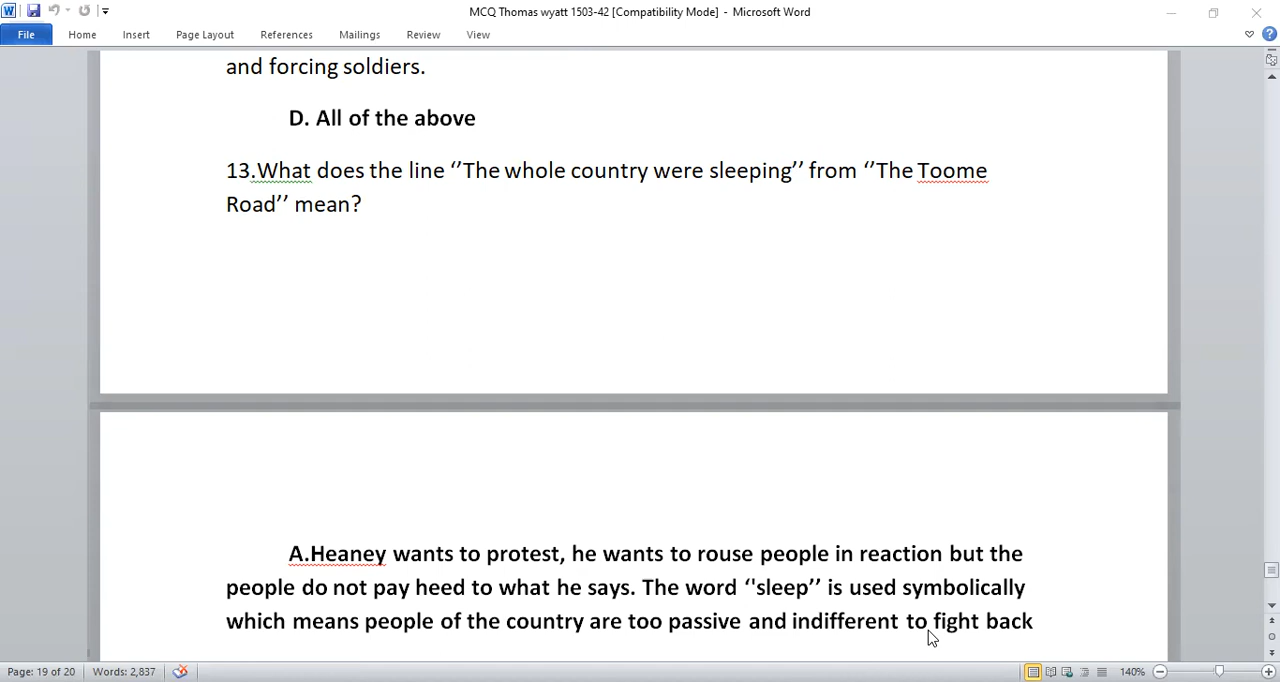 MCQ Thomas wyatt 1503-42 [Compatibility Mode] - Microsoft Word
File Home Insert Page Layout References Mailings Review View
and forcing soldiers.
D. All of the above
13.What does the line ‘’The whole country were sleeping’’ from ‘’The Toome
Road’’ mean?
A.Heaney wants to protest, he wants to rouse people in reaction but the
people do not pay heed to what he says. The word ‘'sleep’’ is used symbolically
which means people of the country are too passive and indifferent to fight back
Page: 19 of 20 Words: 2,837 140%